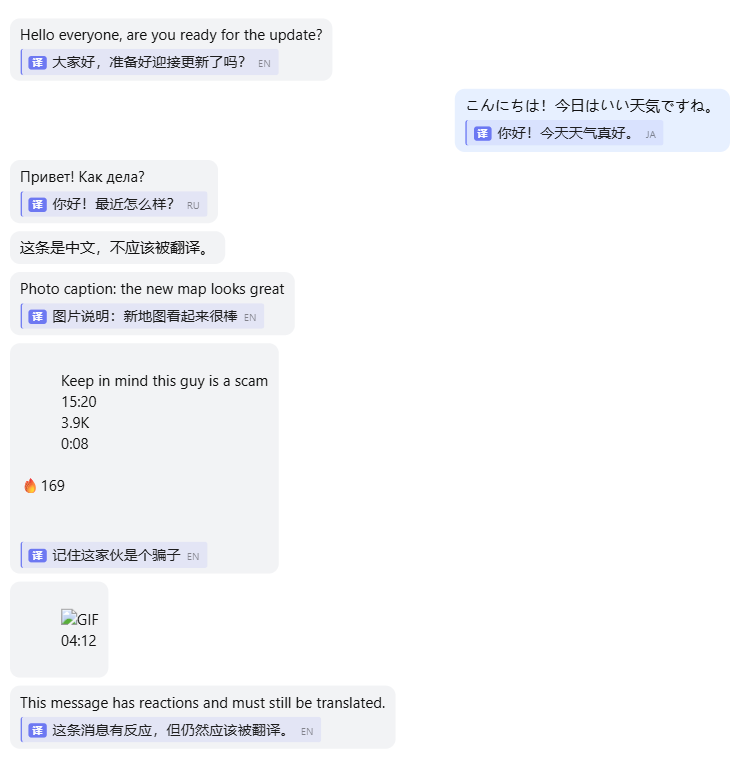 Hello everyone, are you ready for the update?
译 大家好，准备好迎接更新了吗？ EN
こんにちは！今日はいい天気ですね。
译 你好！今天天气真好。 JA
Привет! Как дела?
译 你好！最近怎么样？ RU
这条是中文，不应该被翻译。
Photo caption: the new map looks great
译 图片说明：新地图看起来很棒 EN
Keep in mind this guy is a scam
15:20
3.9K
0:08
🔥 169
译 记住这家伙是个骗子 EN
GIF
04:12
This message has reactions and must still be translated.
译 这条消息有反应，但仍然应该被翻译。 EN